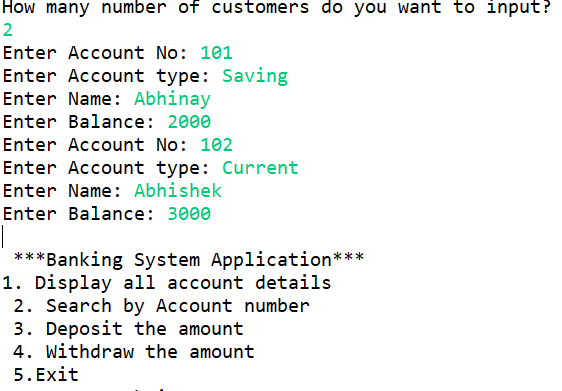 How many number of customers do you want to input?
2
Enter Account No: 101
Enter Account type: Saving
Enter Name: Abhinay
Enter Balance: 2000
Enter Account No: 102
Enter Account type: Current
Enter Name: Abhishek
Enter Balance: 3000
***Banking System Application***
1. Display all account details
2. Search by Account number
3. Deposit the amount
4. Withdraw the amount
5.Exit